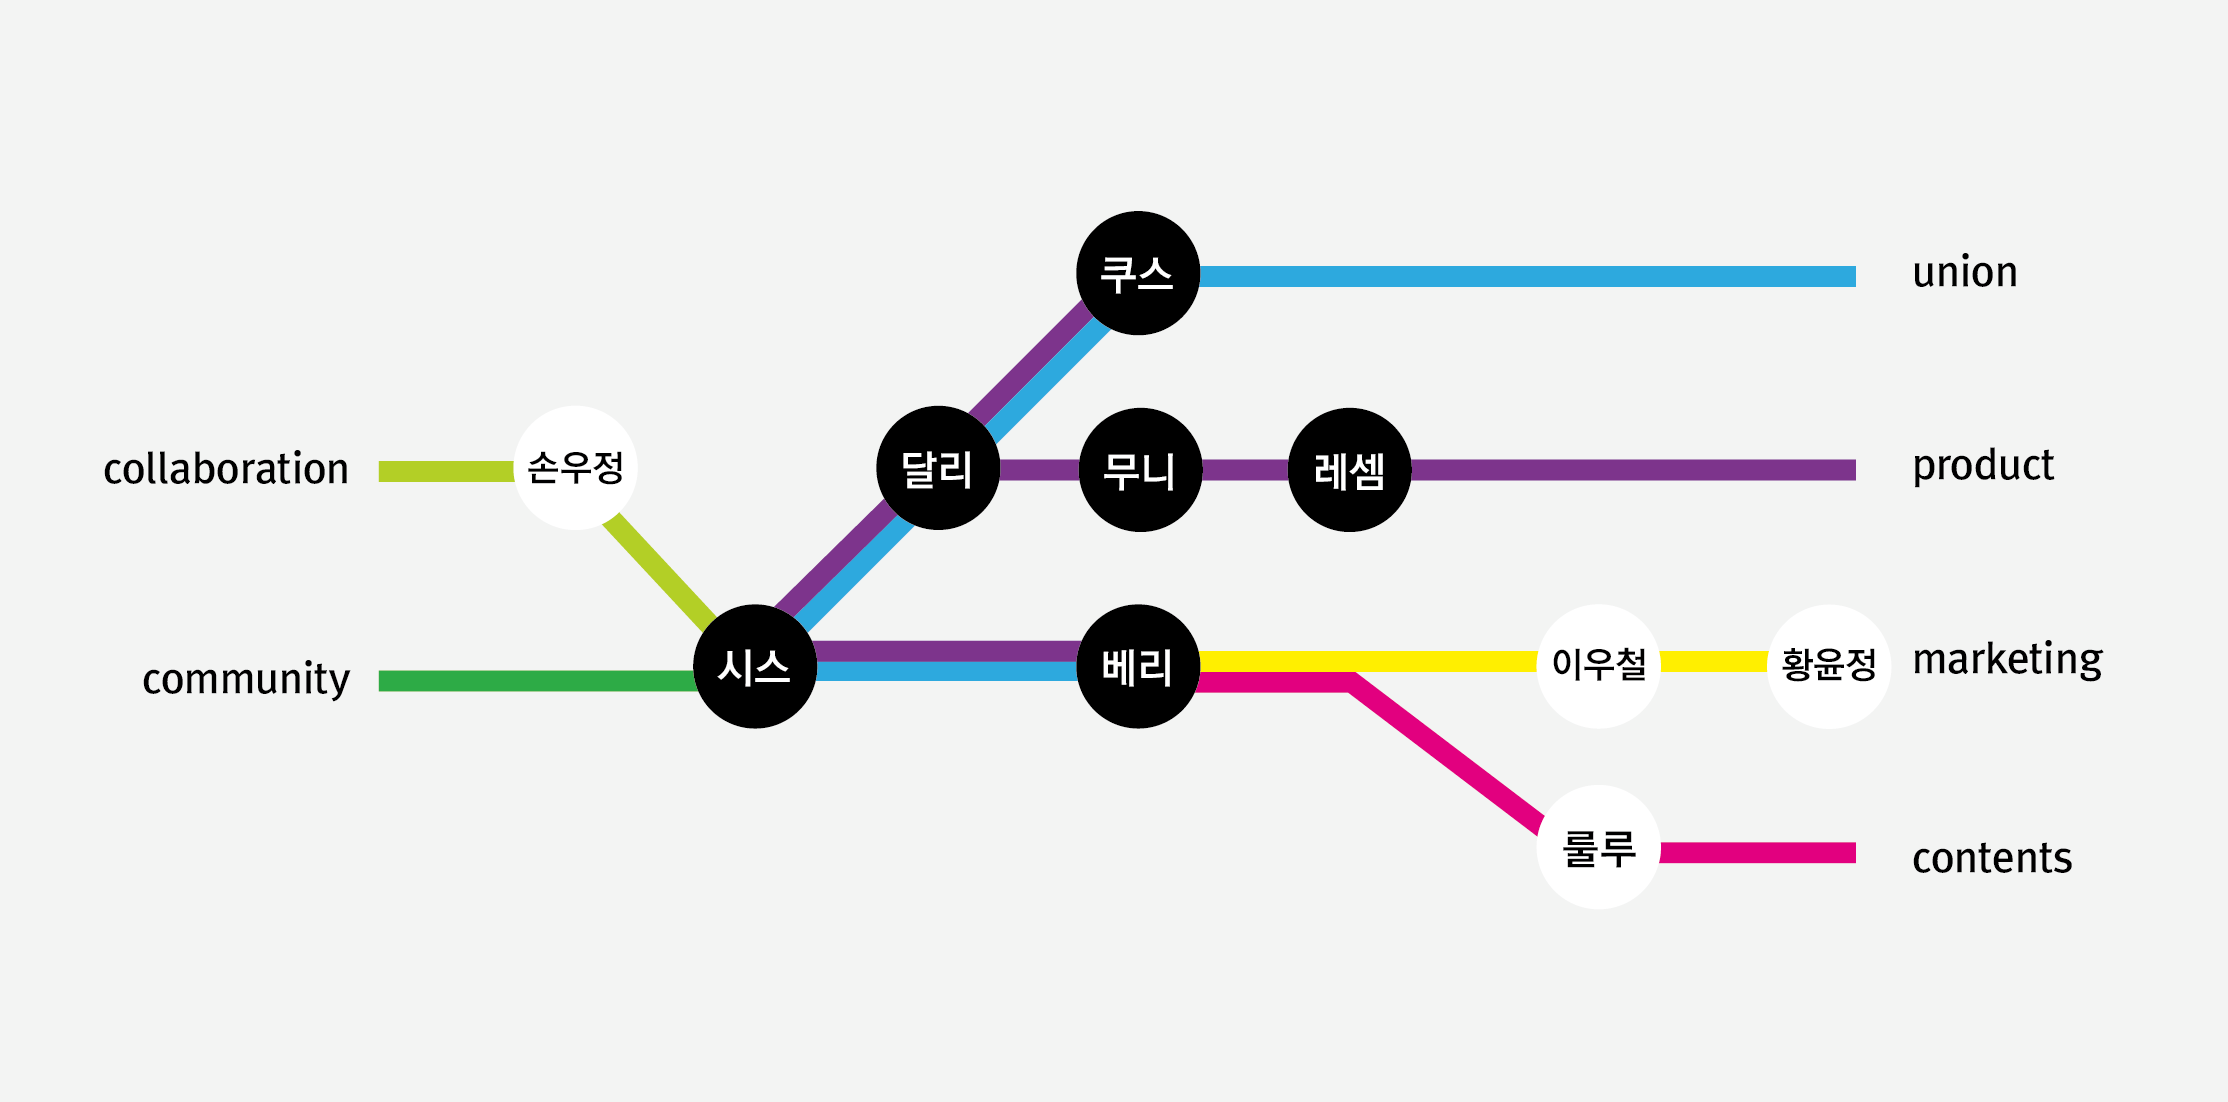 쿠스
union
collaboration
손우정
달리
무니
레셈
product
community
시스
베리
이우철
황윤정
marketing
룰루
contents